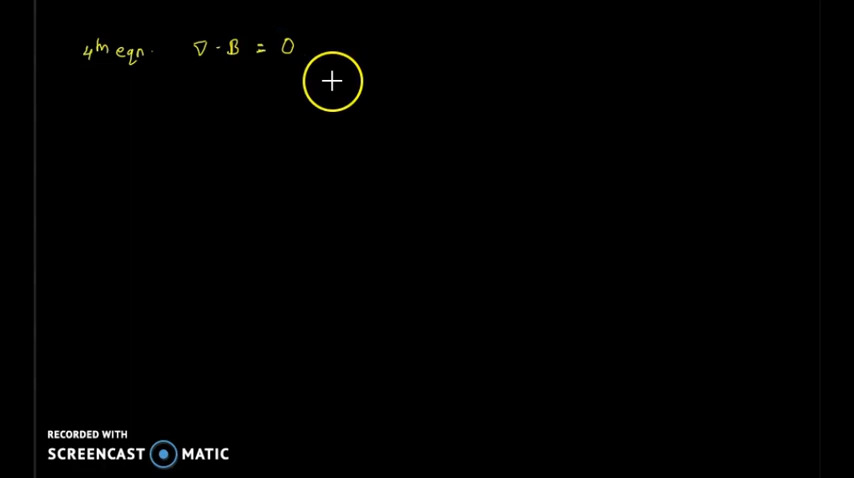 4th eqn. ∇ · B = 0
RECORDED WITH
SCREENCAST MATIC